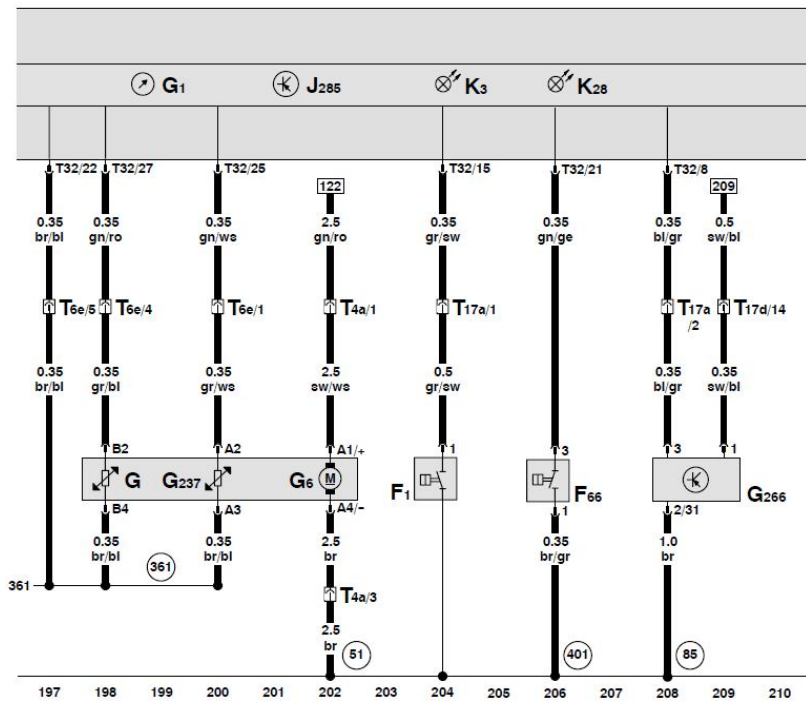 G1 J285 K3 K28
T32/22 T32/27 T32/25 T32/15 T32/21 T32/8
122 209
0.35 0.35 0.35 2.5 0.35 0.35 0.35 0.5
br/bl gn/ro gn/ws gn/ro gr/sw gn/ge bl/gr sw/bl
T6e/5 T6e/4 T6e/1 T4a/1 T17a/1 T17a T17d/14
/2
0.35 0.35 0.35 2.5 0.5 0.35 0.35
br/bl gr/bl gr/ws sw/ws gr/sw bl/gr sw/bl
B2 A2 A1/+ 1 3 3 1
G G237 G6 M
F1 F66 G266
B4 A3 A4/– 1 2/31
0.35 0.35 2.5 0.35 1.0
br/bl br/bl br br/gr br
361 361
T4a/3
2.5
br
51 401 85
197 198 199 200 201 202 203 204 205 206 207 208 209 210